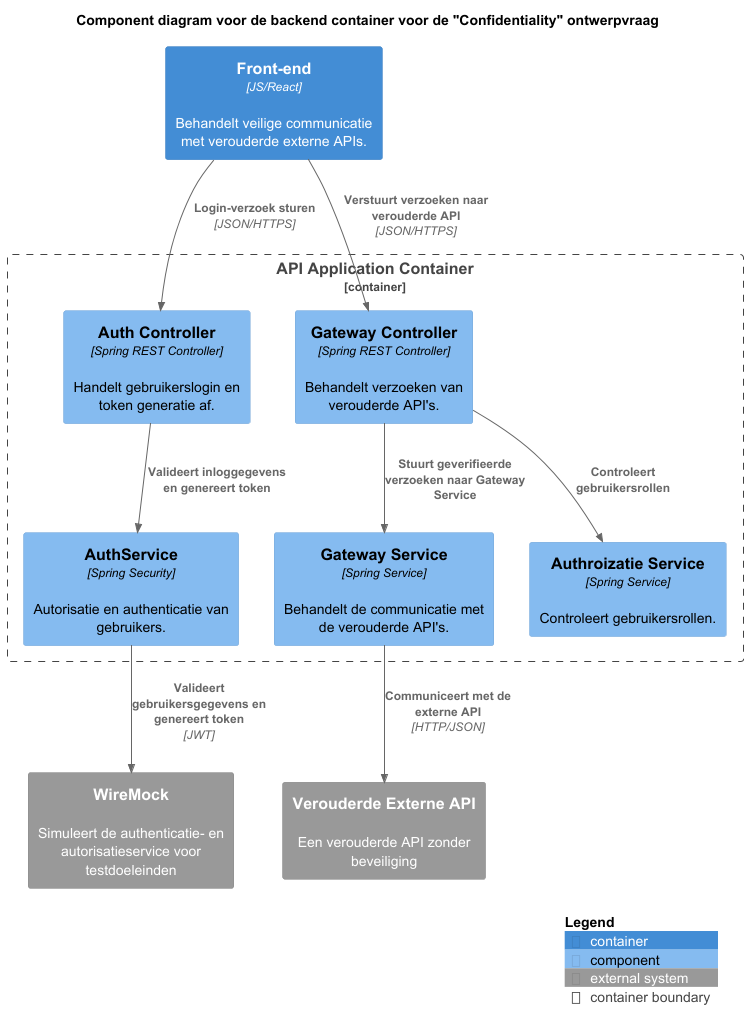 Component diagram voor de backend container voor de "Confidentiality" ontwerpvraag
Front-end
[JS/React]
Behandelt veilige communicatie
met verouderde externe APIs.
Login-verzoek sturen
[JSON/HTTPS]
Verstuurt verzoeken naar
verouderde API
[JSON/HTTPS]
API Application Container
[container]
Auth Controller
[Spring REST Controller]
Handelt gebruikerslogin en
token generatie af.
Gateway Controller
[Spring REST Controller]
Behandelt verzoeken van
verouderde API's.
Valideert inloggegevens
en genereert token
Stuurt geverifieerde
verzoeken naar Gateway
Service
Controleert
gebruikersrollen
AuthService
[Spring Security]
Autorisatie en authenticatie van
gebruikers.
Gateway Service
[Spring Service]
Behandelt de communicatie met
de verouderde API's.
Authroizatie Service
[Spring Service]
Controleert gebruikersrollen.
Valideert
gebruikersgegevens en
genereert token
[JWT]
Communiceert met de
externe API
[HTTP/JSON]
WireMock
Simuleert de authenticatie- en
autorisatieservice voor
testdoeleinden
Verouderde Externe API
Een verouderde API zonder
beveiliging
Legend
container
component
external system
container boundary